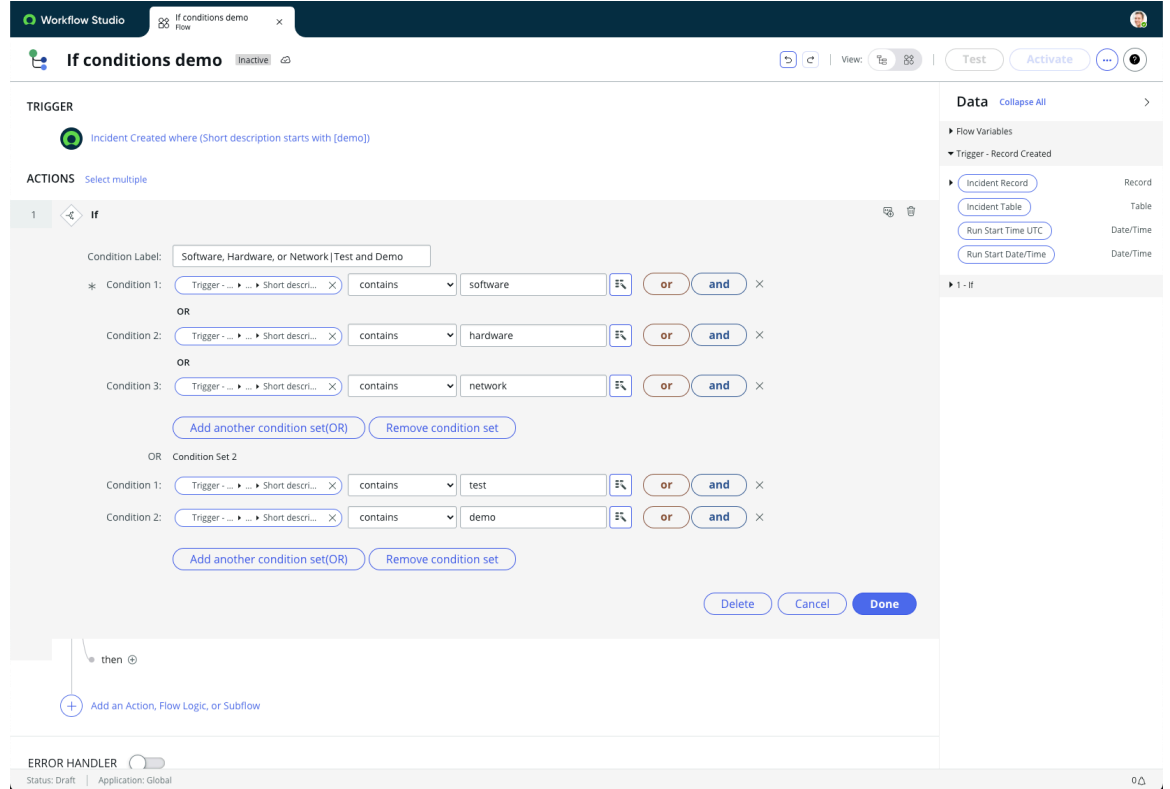 Workflow Studio
If conditions demo
Flow
If conditions demo Inactive
View: Test Activate
TRIGGER
Incident Created where (Short description starts with [demo])
ACTIONS Select multiple
1 If
Condition Label: Software, Hardware, or Network|Test and Demo
* Condition 1: Trigger - ... ▸ ... ▸ Short descri... contains software or and
OR
Condition 2: Trigger - ... ▸ ... ▸ Short descri... contains hardware or and
OR
Condition 3: Trigger - ... ▸ ... ▸ Short descri... contains network or and
Add another condition set(OR) Remove condition set
OR Condition Set 2
Condition 1: Trigger - ... ▸ ... ▸ Short descri... contains test or and
Condition 2: Trigger - ... ▸ ... ▸ Short descri... contains demo or and
Add another condition set(OR) Remove condition set
Delete Cancel Done
then
Add an Action, Flow Logic, or Subflow
ERROR HANDLER
Data Collapse All
Flow Variables
Trigger - Record Created
Incident Record Record
Incident Table Table
Run Start Time UTC Date/Time
Run Start Date/Time Date/Time
1 - If
Status: Draft | Application: Global
0